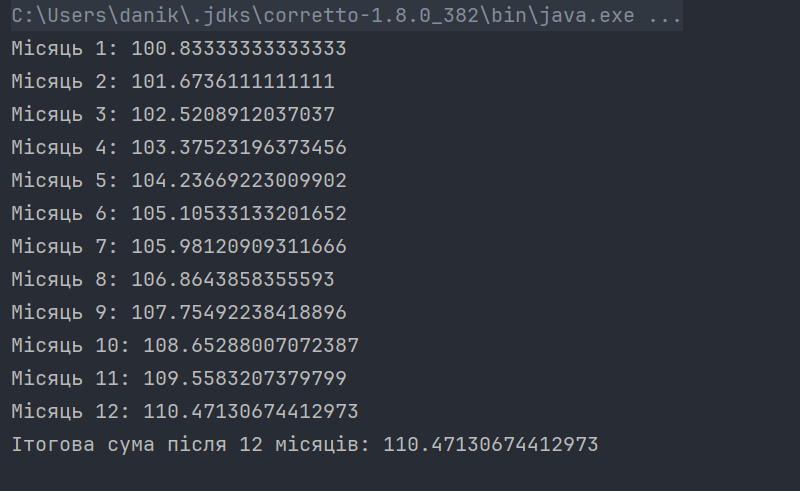 C:\Users\danik\.jdks\corretto-1.8.0_382\bin\java.exe ...
Місяць 1: 100.83333333333333
Місяць 2: 101.6736111111111
Місяць 3: 102.5208912037037
Місяць 4: 103.37523196373456
Місяць 5: 104.23669223009902
Місяць 6: 105.10533133201652
Місяць 7: 105.98120909311666
Місяць 8: 106.8643858355593
Місяць 9: 107.75492238418896
Місяць 10: 108.65288007072387
Місяць 11: 109.5583207379799
Місяць 12: 110.47130674412973
Ітогова сума після 12 місяців: 110.47130674412973